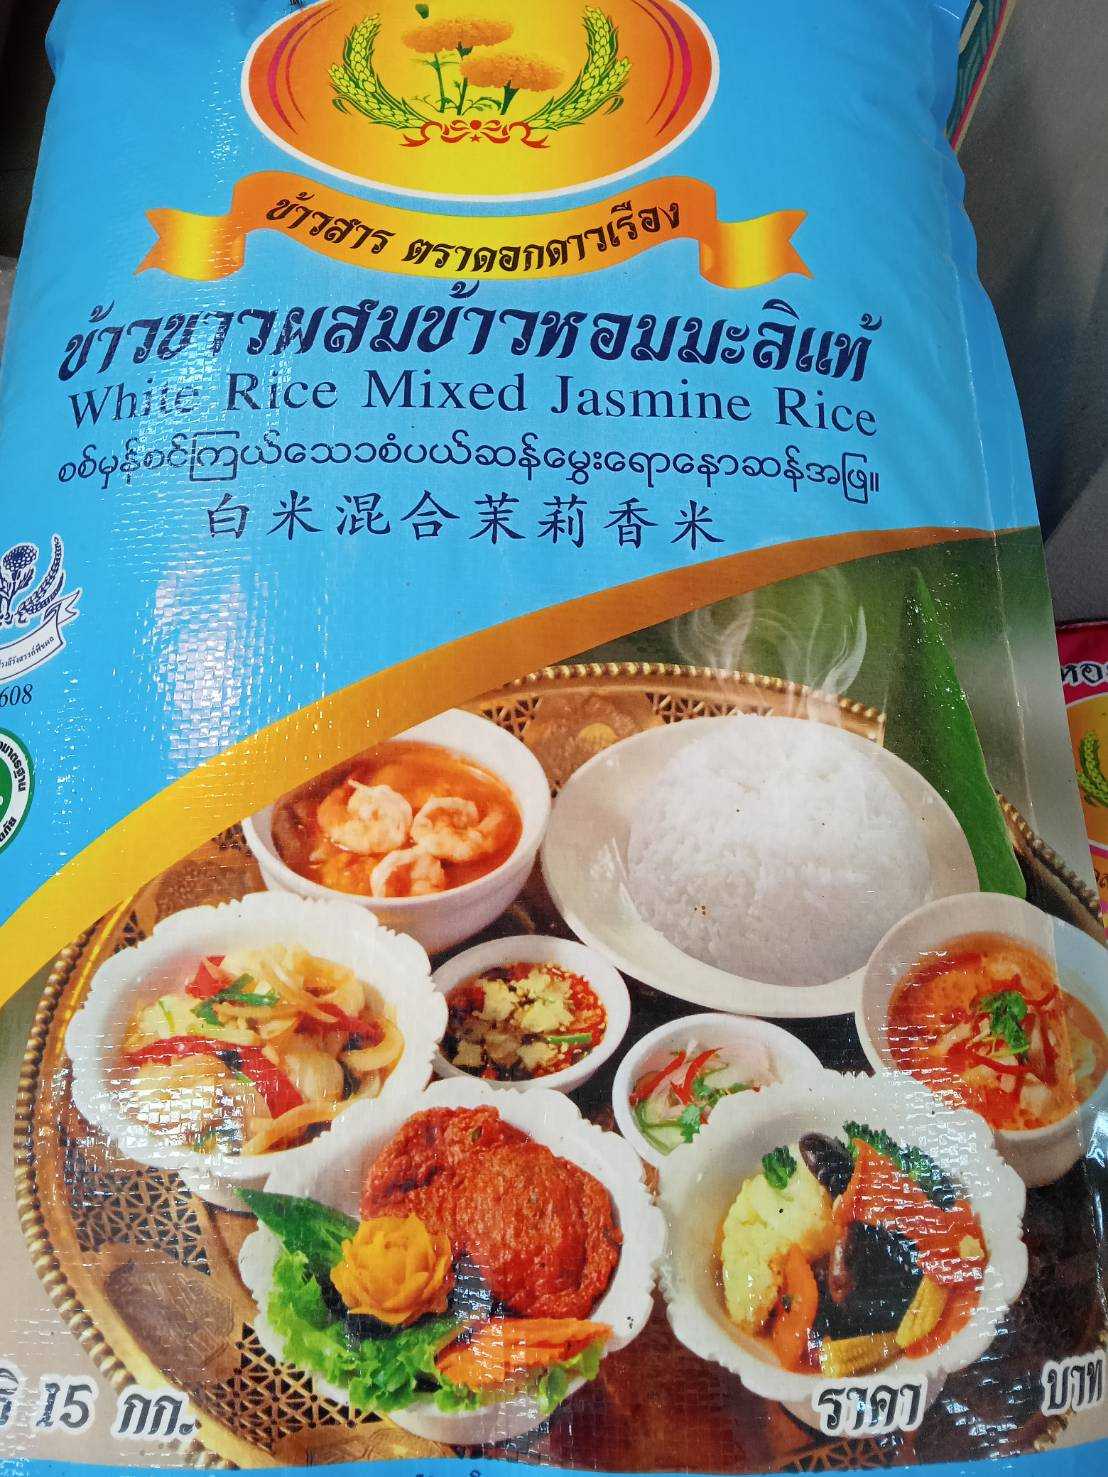 ข้าวสาร ตราดอกดาวเรือง
ข้าวขาวผสมข้าวหอมมะลิแท้
White Rice Mixed Jasmine Rice
စစ်မှန်စင်ကြယ်သောစံပယ်ဆန်မွှေးရောနှောဆန်အဖြူ။
白米混合茉莉香米
608
หอ
15 กก.
ราคา บาท